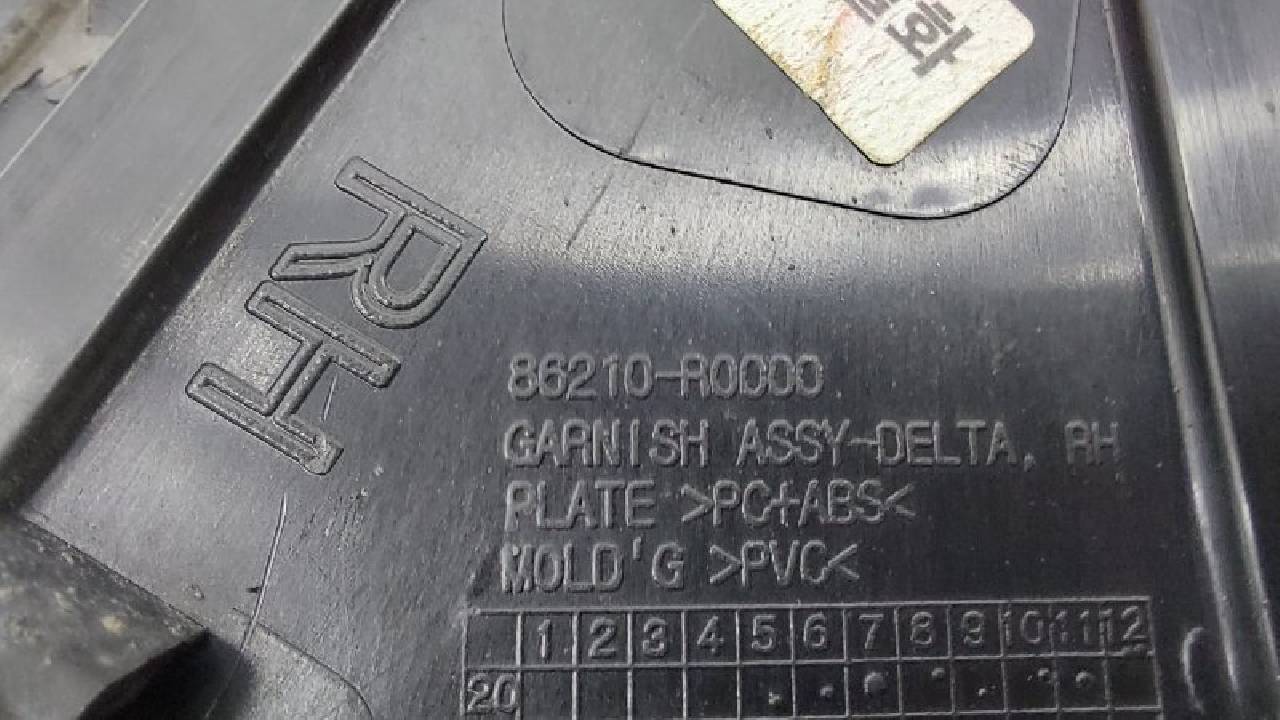 RH
86210-R0000
GARNISH ASSY-DELTA, RH
PLATE >PC+ABS<
MOLD'G >PVC<
1 2 3 4 5 6 7 8 9 10 11 12
20